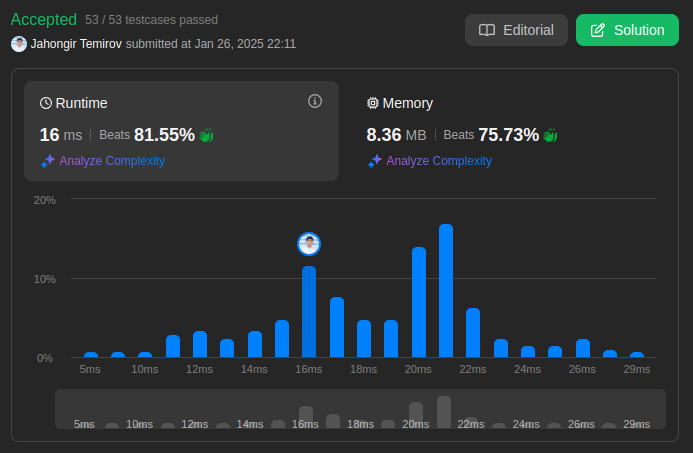 Accepted 53 / 53 testcases passed
Editorial
Solution
Jahongir Temirov submitted at Jan 26, 2025 22:11
Runtime
16 ms Beats 81.55%
Analyze Complexity
Memory
8.36 MB Beats 75.73%
Analyze Complexity
20%
10%
0%
5ms 10ms 12ms 14ms 16ms 18ms 20ms 22ms 24ms 26ms 29ms
5ms 10ms 12ms 14ms 16ms 18ms 20ms 22ms 24ms 26ms 29ms